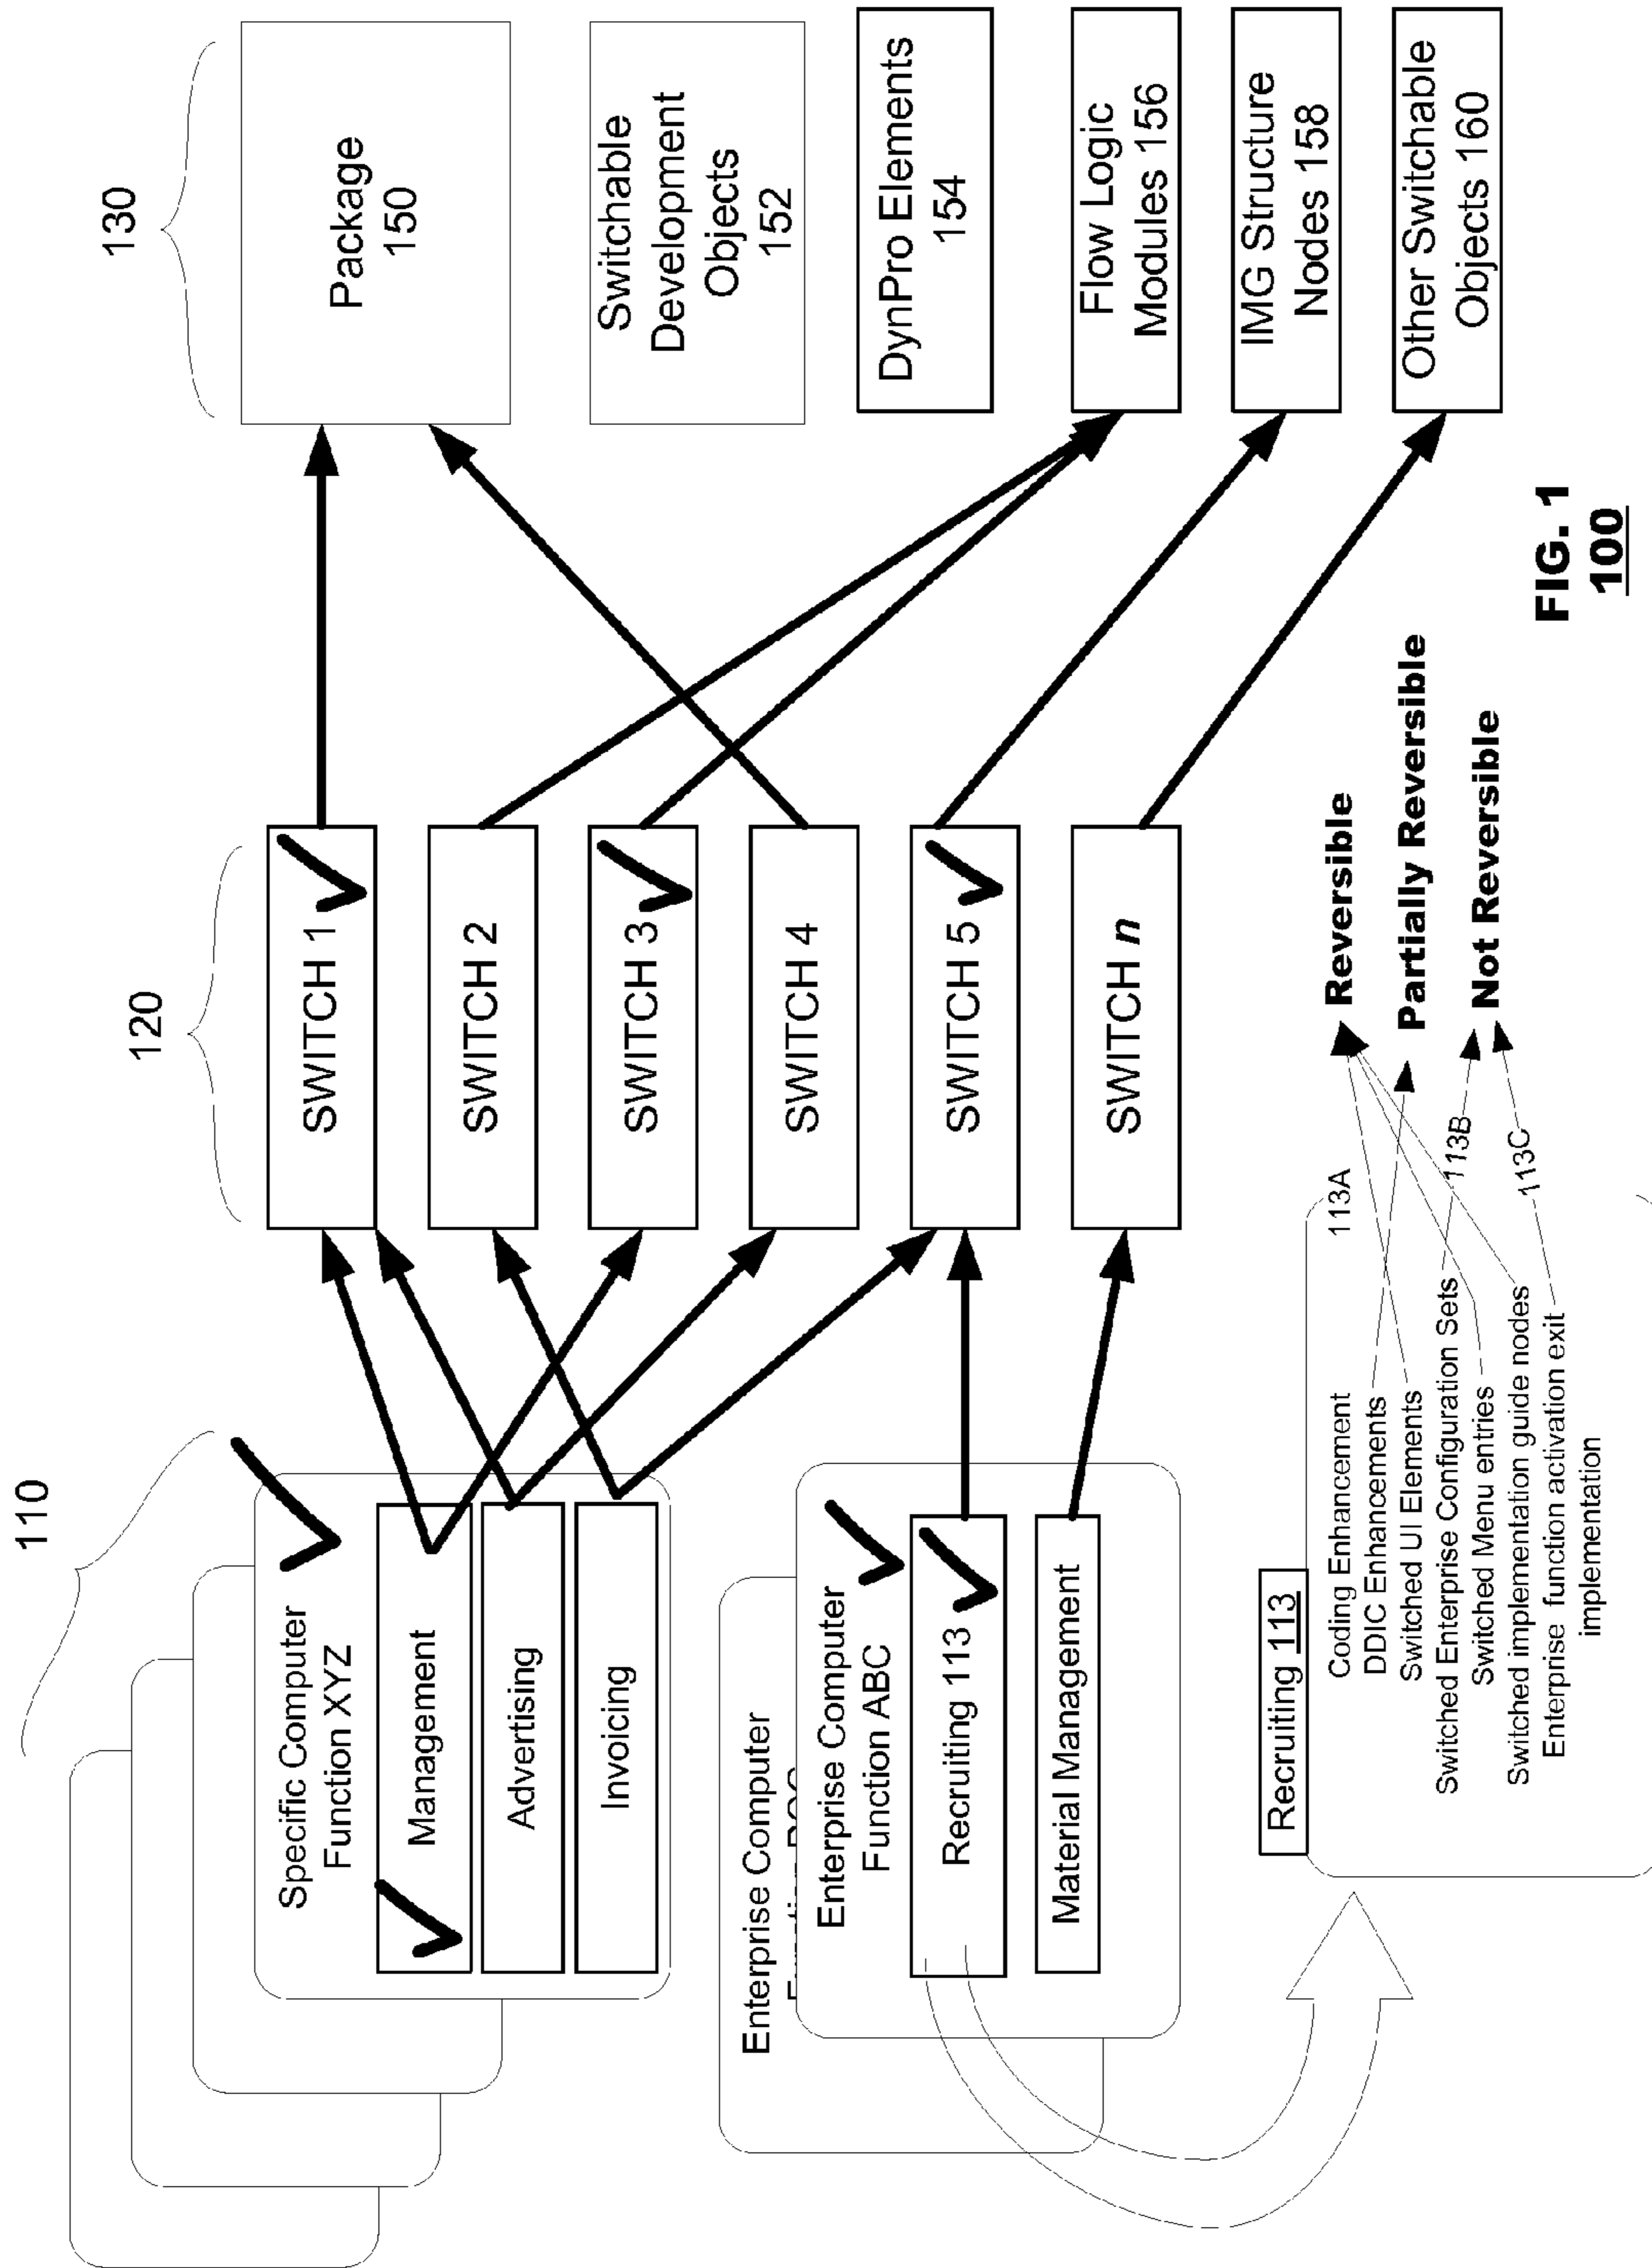 110
120
130
Specific Computer
Function XYZ
Management
Advertising
Invoicing
Enterprise Computer
Enterprise Computer
Function ABC
Recruiting 113
Material Management
SWITCH 1
SWITCH 2
SWITCH 3
SWITCH 4
SWITCH 5
SWITCH n
Package
150
Switchable
Development
Objects
152
DynPro Elements
154
Flow Logic
Modules 156
IMG Structure
Nodes 158
Other Switchable
Objects 160
Recruiting 113
Coding Enhancement
DDIC Enhancements
Switched UI Elements
Switched Enterprise Configuration Sets
Switched Menu entries
Switched implementation guide nodes
Enterprise function activation exit
implementation
113A
113B
113C
Reversible
Partially Reversible
Not Reversible
FIG. 1
100